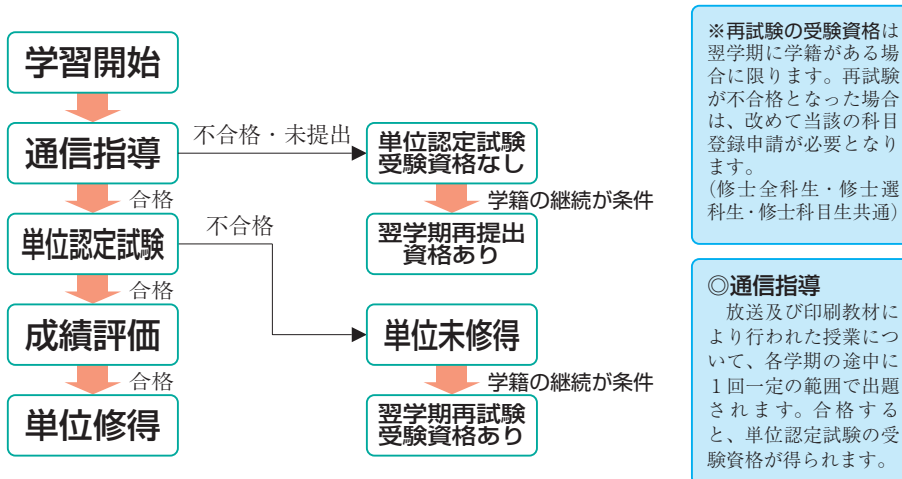 学習開始
通信指導
不合格・未提出
単位認定試験
受験資格なし
合格
学籍の継続が条件
単位認定試験
不合格
翌学期再提出
資格あり
合格
成績評価
単位未修得
合格
学籍の継続が条件
単位修得
翌学期再試験
受験資格あり
※再試験の受験資格は
翌学期に学籍がある場
合に限ります。再試験
が不合格となった場合
は、改めて当該の科目
登録申請が必要となり
ます。
(修士全科生・修士選
科生・修士科目生共通)
◎通信指導
放送及び印刷教材に
より行われた授業につ
いて、各学期の途中に
1回一定の範囲で出題
されます。合格する
と、単位認定試験の受
験資格が得られます。